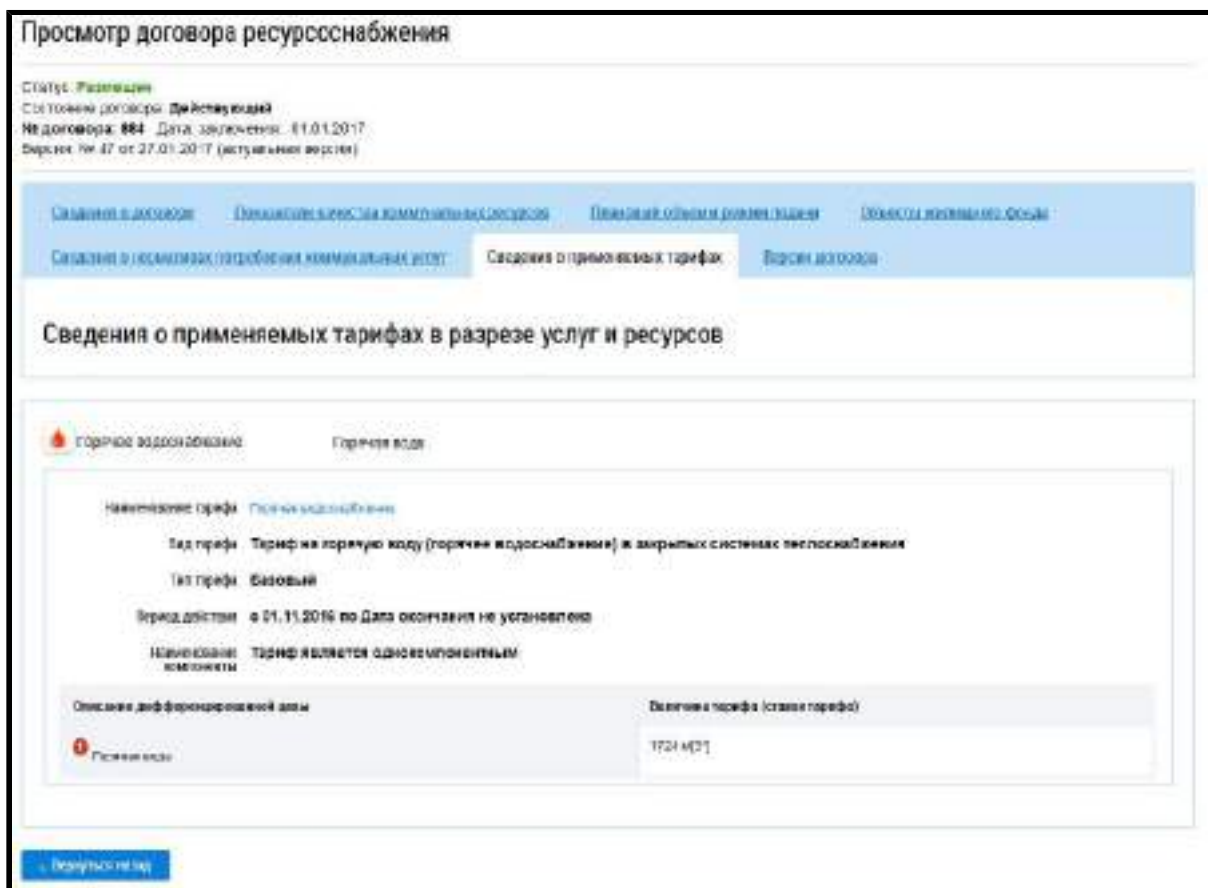 Просмотр договора ресурсоснабжения
Статус: Размещен
Состояние договора: Действующий
№ договора: 884 Дата заключения: 01.01.2017
Версия № 47 от 27.01.2017 (актуальная версия)
Сведения о договоре Показатели качества коммунальных ресурсов Плановый объем и режим подачи Объекты жилищного фонда
Сведения о нормативах потребления коммунальных услуг Сведения о применяемых тарифах Версии договора
Сведения о применяемых тарифах в разрезе услуг и ресурсов
Горячее водоснабжение Горячая вода
Наименование тарифа Горячее водоснабжение
Вид тарифа Тариф на горячую воду (горячее водоснабжение) в закрытых системах теплоснабжения
Тип тарифа Базовый
Период действия с 01.11.2016 по Дата окончания не установлена
Наименование Тариф является однокомпонентным
компоненты
Описание дифференцированной цены Величина тарифа (ставки тарифа)
Горячая вода
Вернуться назад